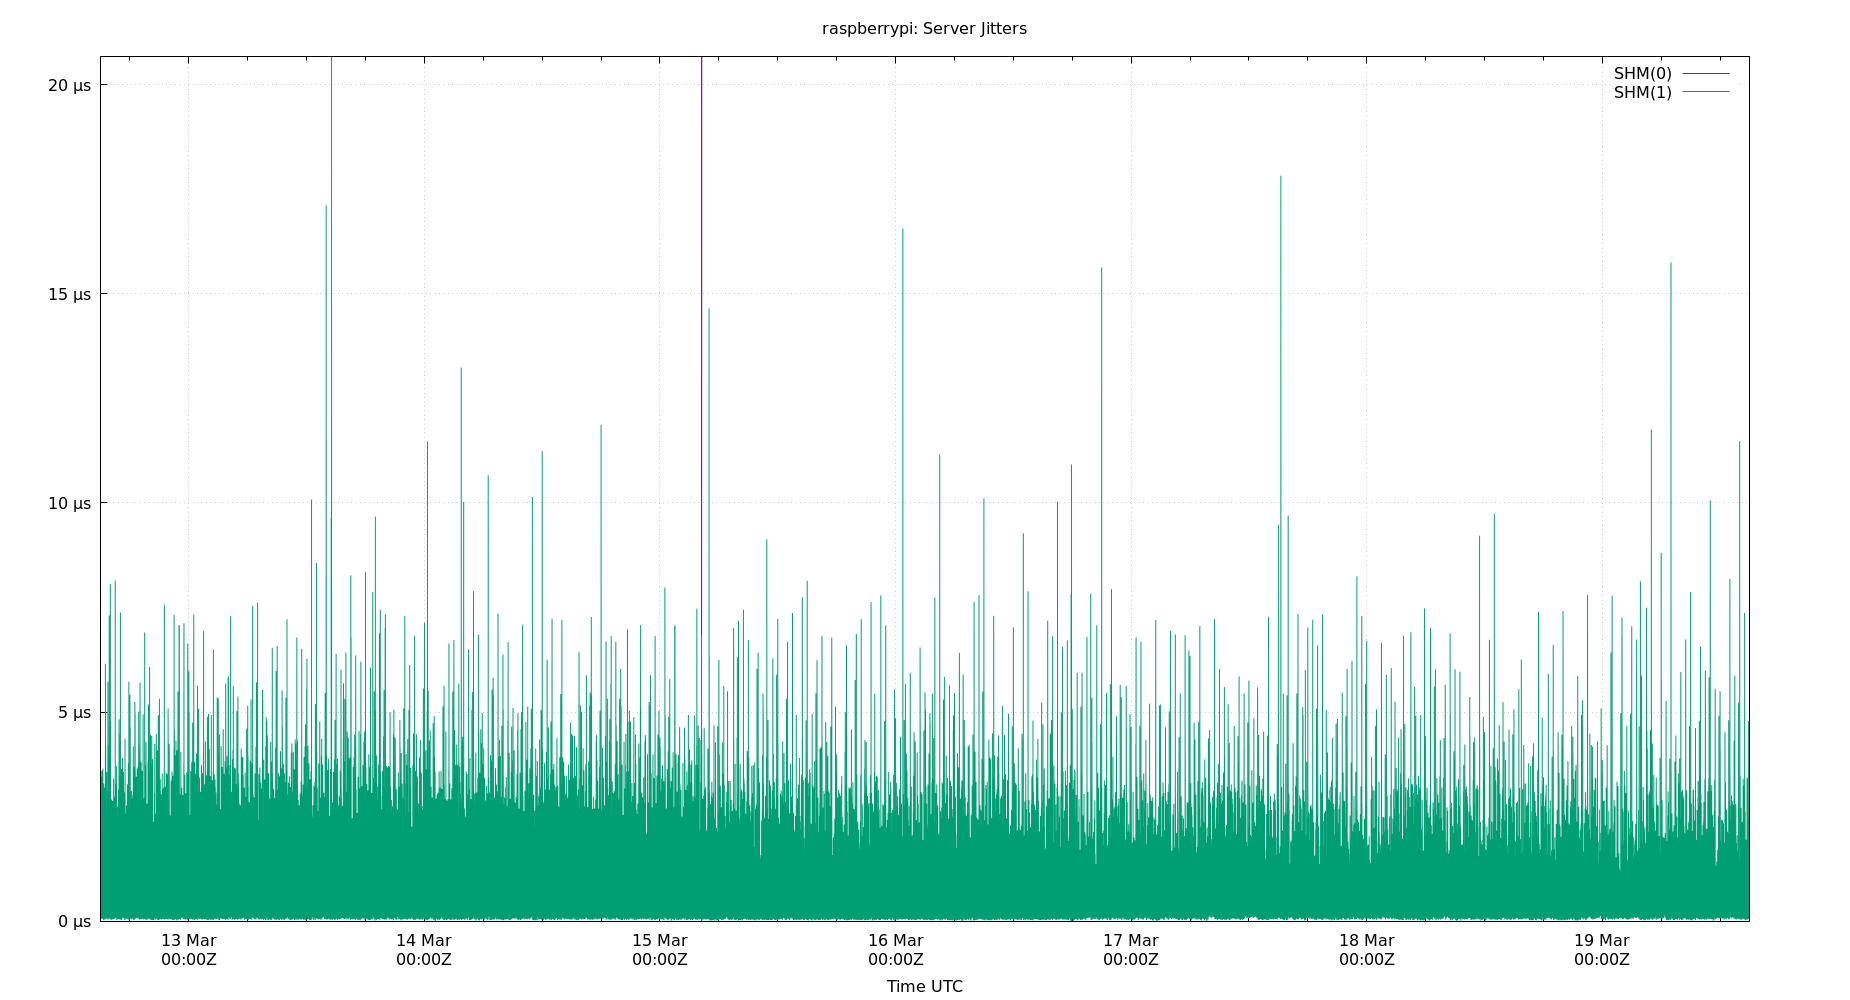 raspberrypi: Server Jitters
SHM(0)
SHM(1)
20 µs
15 µs
10 µs
5 µs
0 µs
13 Mar 14 Mar 15 Mar 16 Mar 17 Mar 18 Mar 19 Mar
00:00Z 00:00Z 00:00Z 00:00Z 00:00Z 00:00Z 00:00Z
Time UTC